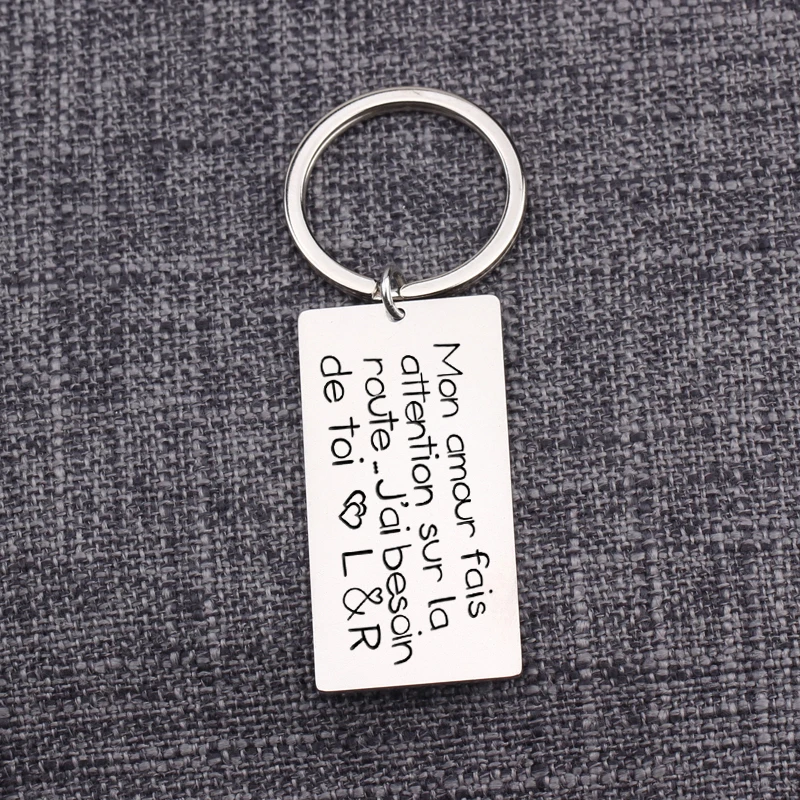 Mon amour fais
attention sur la
route... J'ai besoin
de toi L & R